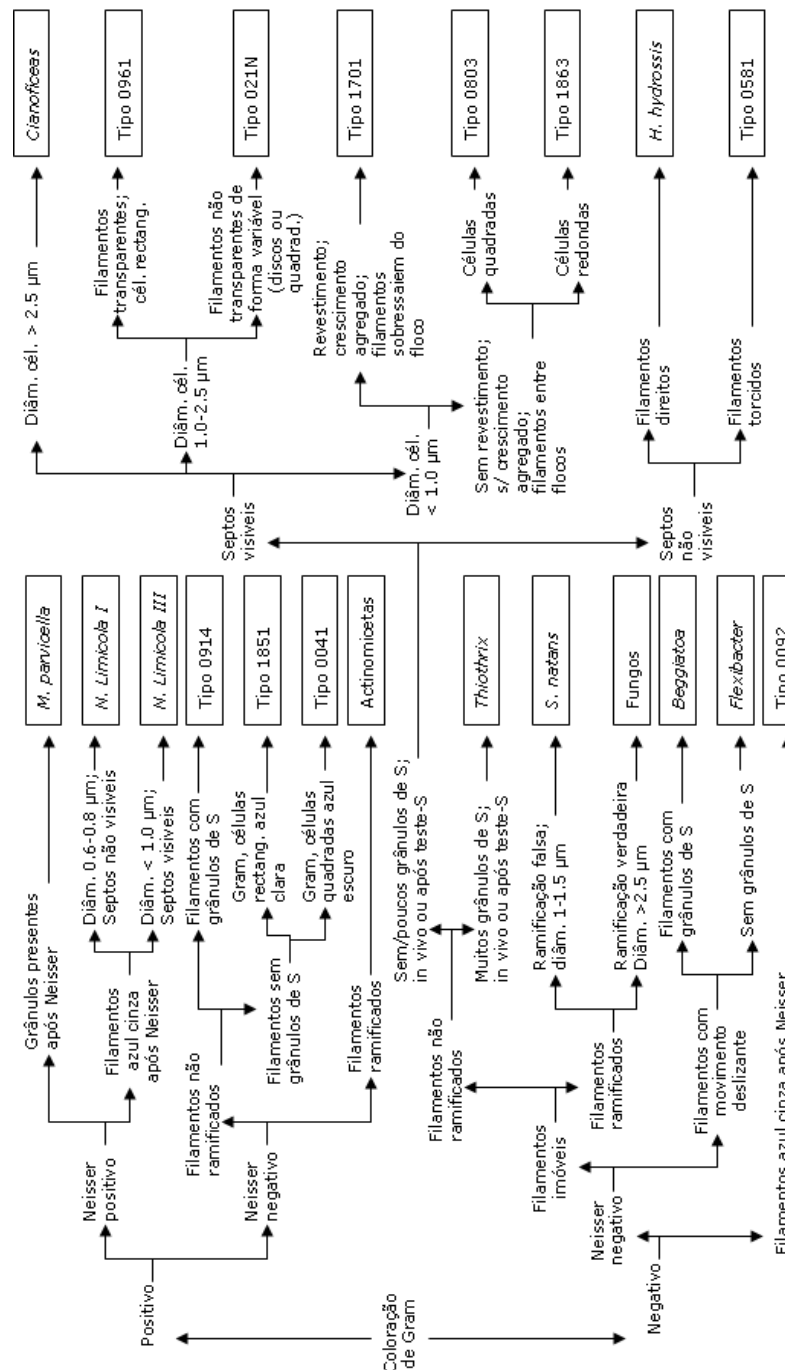 Coloração
de Gram
Positivo
Neisser
positivo
Grânulos presentes
após Neisser
M. parvicella
Filamentos
azul cinza
após Neisser
Diâm. 0.6-0.8 µm;
Septos não visiveis
N. Limicola I
Diâm. < 1.0 µm;
Septos visiveis
N. Limicola III
Neisser
negativo
Filamentos não
ramificados
Filamentos com
grânulos de S
Tipo 0914
Filamentos sem
grânulos de S
Gram, células
rectang. azul
clara
Tipo 1851
Gram, células
quadradas azul
escuro
Tipo 0041
Filamentos
ramificados
Actinomicetas
Negativo
Neisser
negativo
Filamentos
imóveis
Filamentos não
ramificados
Sem/poucos grânulos de S;
in vivo ou após teste-S
Muitos grânulos de S;
in vivo ou após teste-S
Thiothrix
Filamentos
ramificados
Ramificação falsa;
diâm. 1-1.5 µm
S. natans
Ramificação verdadeira
Diâm. >2.5 µm
Fungos
Filamentos com
movimento
deslizante
Filamentos com
grânulos de S
Beggiatoa
Sem grânulos de S
Flexibacter
Filamentos azul cinza após Neisser
Tipo 0092
Septos
visiveis
Diâm. cél. > 2.5 µm
Cianofíceas
Diâm. cél.
1.0-2.5 µm
Filamentos
transparentes;
cél. rectang.
Tipo 0961
Filamentos não
transparentes de
forma variável
(discos ou
quadrad.)
Tipo 021N
Diâm. cél.
< 1.0 µm
Revestimento;
crescimento
agregado;
filamentos
sobressaiem do
floco
Tipo 1701
Sem revestimento;
s/ crescimento
agregado;
filamentos entre
flocos
Células
quadradas
Tipo 0803
Células
redondas
Tipo 1863
Septos
não
visiveis
Filamentos
direitos
H. hydrossis
Filamentos
torcidos
Tipo 0581